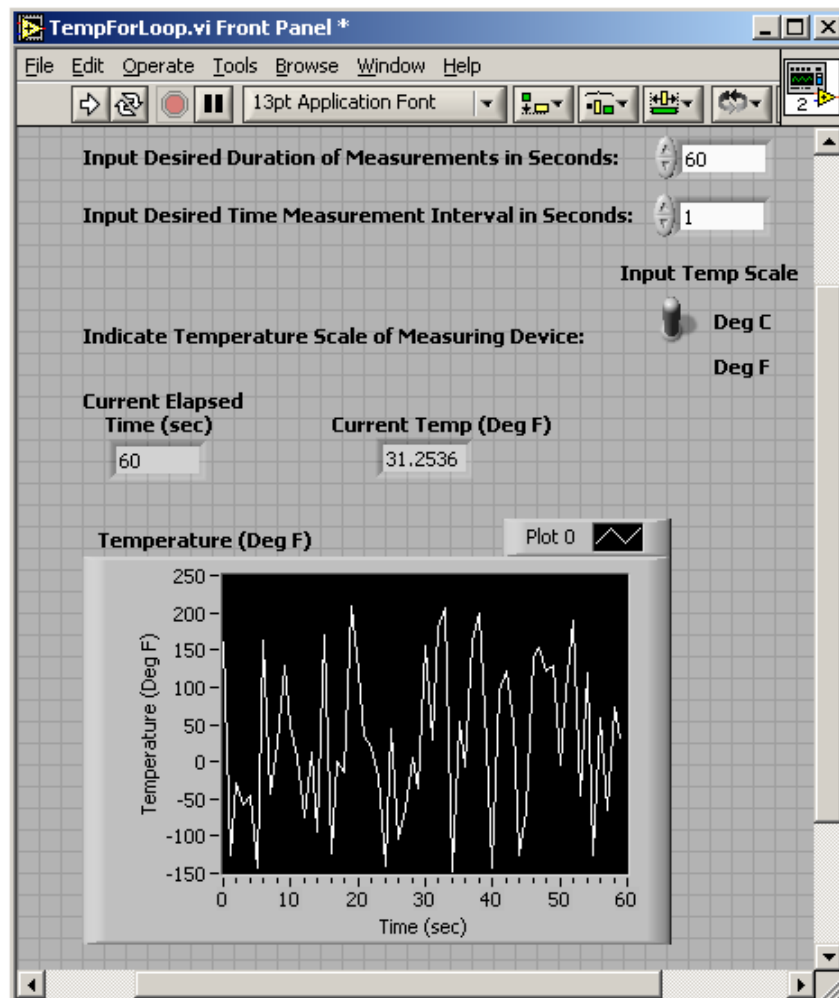 TempForLoop.vi Front Panel *
File Edit Operate Tools Browse Window Help
13pt Application Font
2
Input Desired Duration of Measurements in Seconds: 60
Input Desired Time Measurement Interval in Seconds: 1
Input Temp Scale
Deg C
Indicate Temperature Scale of Measuring Device:
Deg F
Current Elapsed
Time (sec) Current Temp (Deg F)
60 31.2536
Temperature (Deg F) Plot 0
250
200
150
100
50
0
-50
-100
-150
Temperature (Deg F)
0 10 20 30 40 50 60
Time (sec)